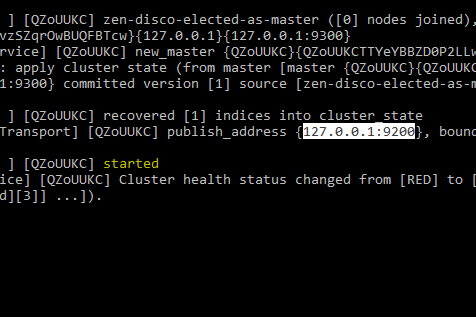 ] [QZoUUKC] zen-disco-elected-as-master ([0] nodes joined),
vzSZqrOwBUQFBTcw}{127.0.0.1}{127.0.0.1:9300}
rvice] [QZoUUKC] new_master {QZoUUKC}{QZoUUKCTTYeYBBZD0P2LLw
: apply cluster state (from master [master {QZoUUKC}{QZoUUKC
1:9300} committed version [1] source [zen-disco-elected-as-m
] [QZoUUKC] recovered [1] indices into cluster_state
Transport] [QZoUUKC] publish_address {127.0.0.1:9200}, bound
] [QZoUUKC] started
ice] [QZoUUKC] Cluster health status changed from [RED] to [
d][3]] ...]).